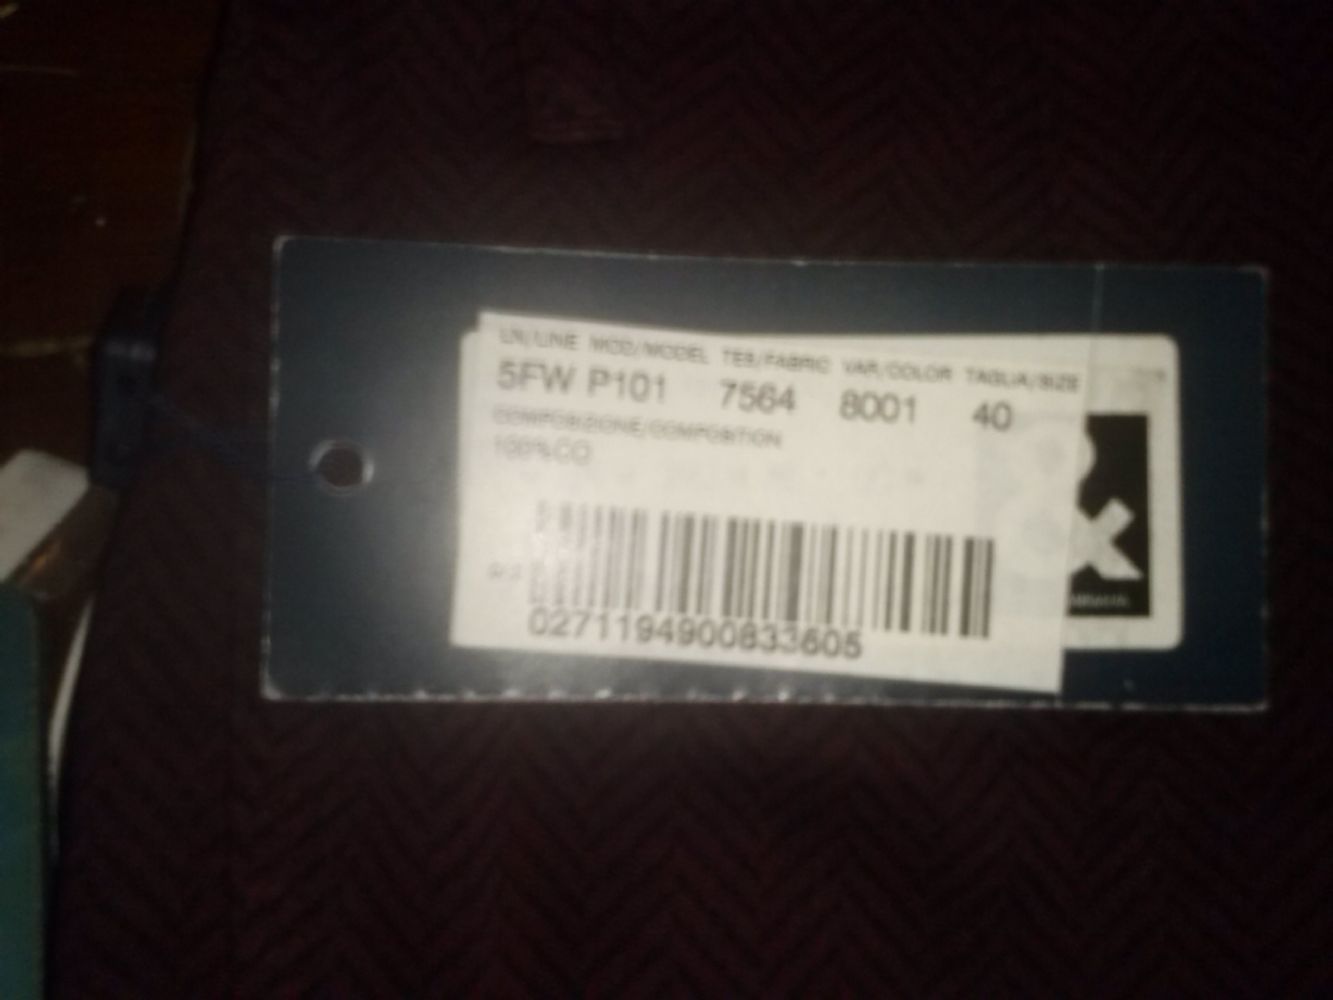 LN/LINE MOD/MODEL TES/FABRIC VAR/COLOR TAGLIA/SIZE
5FW P101 7564 8001 40
COMPOSIZIONE/COMPOSITION
100%CO
0271194900833605